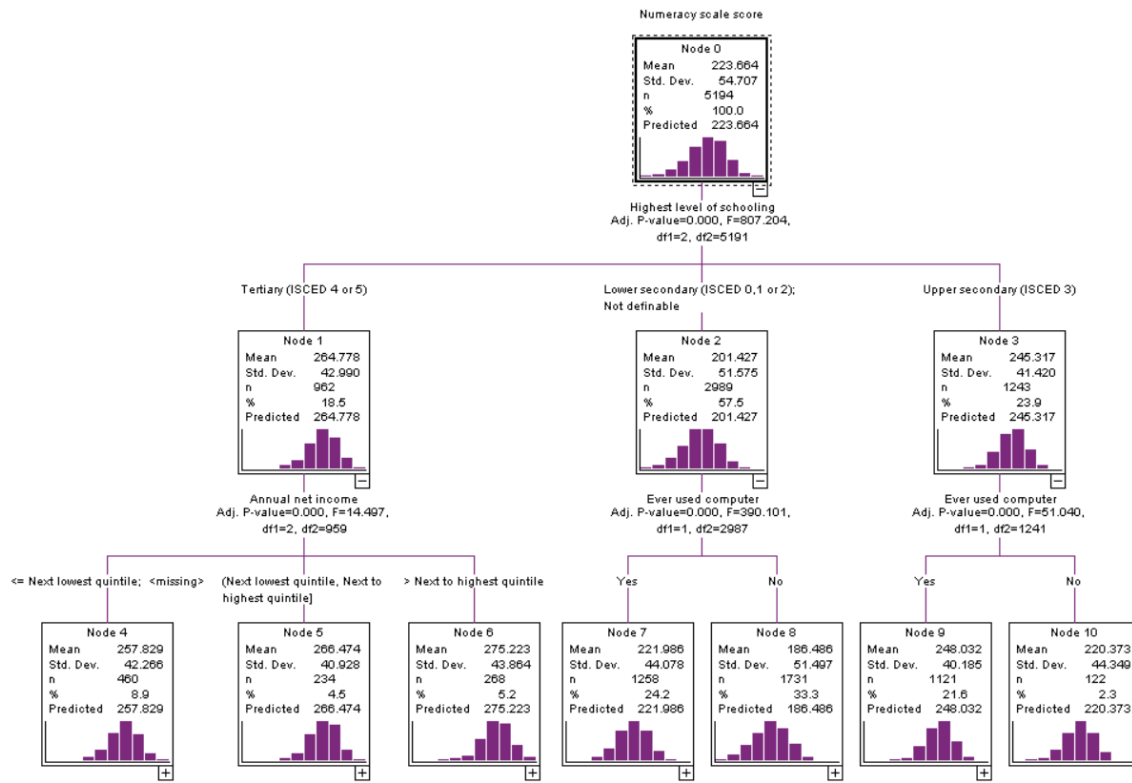 Numeracy scale score
Node 0
Mean 223.664
Std. Dev. 54.707
n 5194
% 100.0
Predicted 223.664
Highest level of schooling
Adj. P-value=0.000, F=807.204,
df1=2, df2=5191
Tertiary (ISCED 4 or 5)
Lower secondary (ISCED 0,1 or 2);
Not definable
Upper secondary (ISCED 3)
Node 1
Mean 264.778
Std. Dev. 42.990
n 962
% 18.5
Predicted 264.778
Node 2
Mean 201.427
Std. Dev. 51.575
n 2989
% 57.5
Predicted 201.427
Node 3
Mean 245.317
Std. Dev. 41.420
n 1243
% 23.9
Predicted 245.317
Annual net income
Adj. P-value=0.000, F=14.497,
df1=2, df2=959
Ever used computer
Adj. P-value=0.000, F=390.101,
df1=1, df2=2987
Ever used computer
Adj. P-value=0.000, F=51.040,
df1=1, df2=1241
<= Next lowest quintile; <missing>
(Next lowest quintile, Next to
highest quintile]
> Next to highest quintile
Yes
No
Yes
No
Node 4
Mean 257.829
Std. Dev. 42.266
n 460
% 8.9
Predicted 257.829
Node 5
Mean 266.474
Std. Dev. 40.928
n 234
% 4.5
Predicted 266.474
Node 6
Mean 275.223
Std. Dev. 43.864
n 268
% 5.2
Predicted 275.223
Node 7
Mean 221.986
Std. Dev. 44.078
n 1258
% 24.2
Predicted 221.986
Node 8
Mean 186.486
Std. Dev. 51.497
n 1731
% 33.3
Predicted 186.486
Node 9
Mean 248.032
Std. Dev. 40.185
n 1121
% 21.6
Predicted 248.032
Node 10
Mean 220.373
Std. Dev. 44.349
n 122
% 2.3
Predicted 220.373